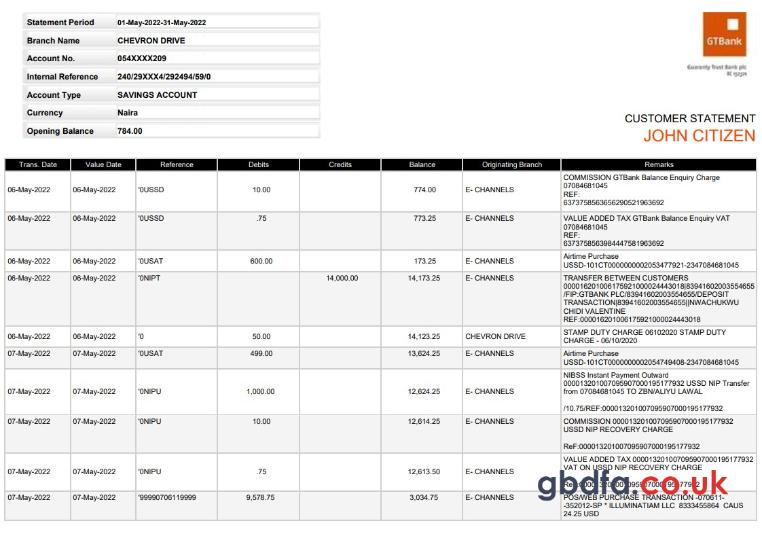 Statement Period 01-May-2022-31-May-2022
Branch Name CHEVRON DRIVE
Account No. 054XXXX209
Internal Reference 240/29XXX4/292494/59/0
Account Type SAVINGS ACCOUNT
Currency Naira
Opening Balance 784.00
GTBank
Guaranty Trust Bank plc
CUSTOMER STATEMENT
JOHN CITIZEN
Trans. Date Value Date Reference Debits Credits Balance Originating Branch Remarks
06-May-2022 06-May-2022 '0USSD 10.00 774.00 E- CHANNELS COMMISSION GTBank Balance Enquiry Charge
07084681045
REF:
6373758563656290521963692
06-May-2022 06-May-2022 '0USSD .75 773.25 E- CHANNELS VALUE ADDED TAX GTBank Balance Enquiry VAT
07084681045
REF:
6373758563984447581963692
06-May-2022 06-May-2022 '0USAT 600.00 173.25 E- CHANNELS Airtime Purchase
USSD-101CT0000000002053477921-2347084681045
06-May-2022 06-May-2022 '0NIPT 14,000.00 14,173.25 E- CHANNELS TRANSFER BETWEEN CUSTOMERS
00001620100617592100024443018|83941602003554655
/FIP:GTBANK PLC/83941602003554655/DEPOSIT
TRANSACTION|83941602003554655||NWACHUKWU
CHIDI VALENTINE
REF:000016201006175921000024443018
06-May-2022 06-May-2022 '0 50.00 14,123.25 CHEVRON DRIVE STAMP DUTY CHARGE 06102020 STAMP DUTY
CHARGE - 06/10/2020
07-May-2022 07-May-2022 '0USAT 499.00 13,624.25 E- CHANNELS Airtime Purchase
USSD-101CT0000000002054749408-2347084681045
07-May-2022 07-May-2022 '0NIPU 1,000.00 12,624.25 E- CHANNELS NIBSS Instant Payment Outward
000013201007095907000195177932 USSD NIP Transfer
from 07084681045 TO ZBN/ALIYU LAWAL
/10.75/REF:000013201007095907000195177932
07-May-2022 07-May-2022 '0NIPU 10.00 12,614.25 E- CHANNELS COMMISSION 000013201007095907000195177932
USSD NIP RECOVERY CHARGE
ReF:000013201007095907000195177932
07-May-2022 07-May-2022 '0NIPU .75 12,613.50 E- CHANNELS VALUE ADDED TAX 000013201007095907000195177932
VAT ON USSD NIP RECOVERY CHARGE
gbdfa.co.uk
07-May-2022 07-May-2022 '99990706119999 9,578.75 3,034.75 E- CHANNELS POS/WEB PURCHASE TRANSACTION -070611-
-352012-SP * ILLUMINATIAM LLC 8333455864 CAUS
24.25 USD